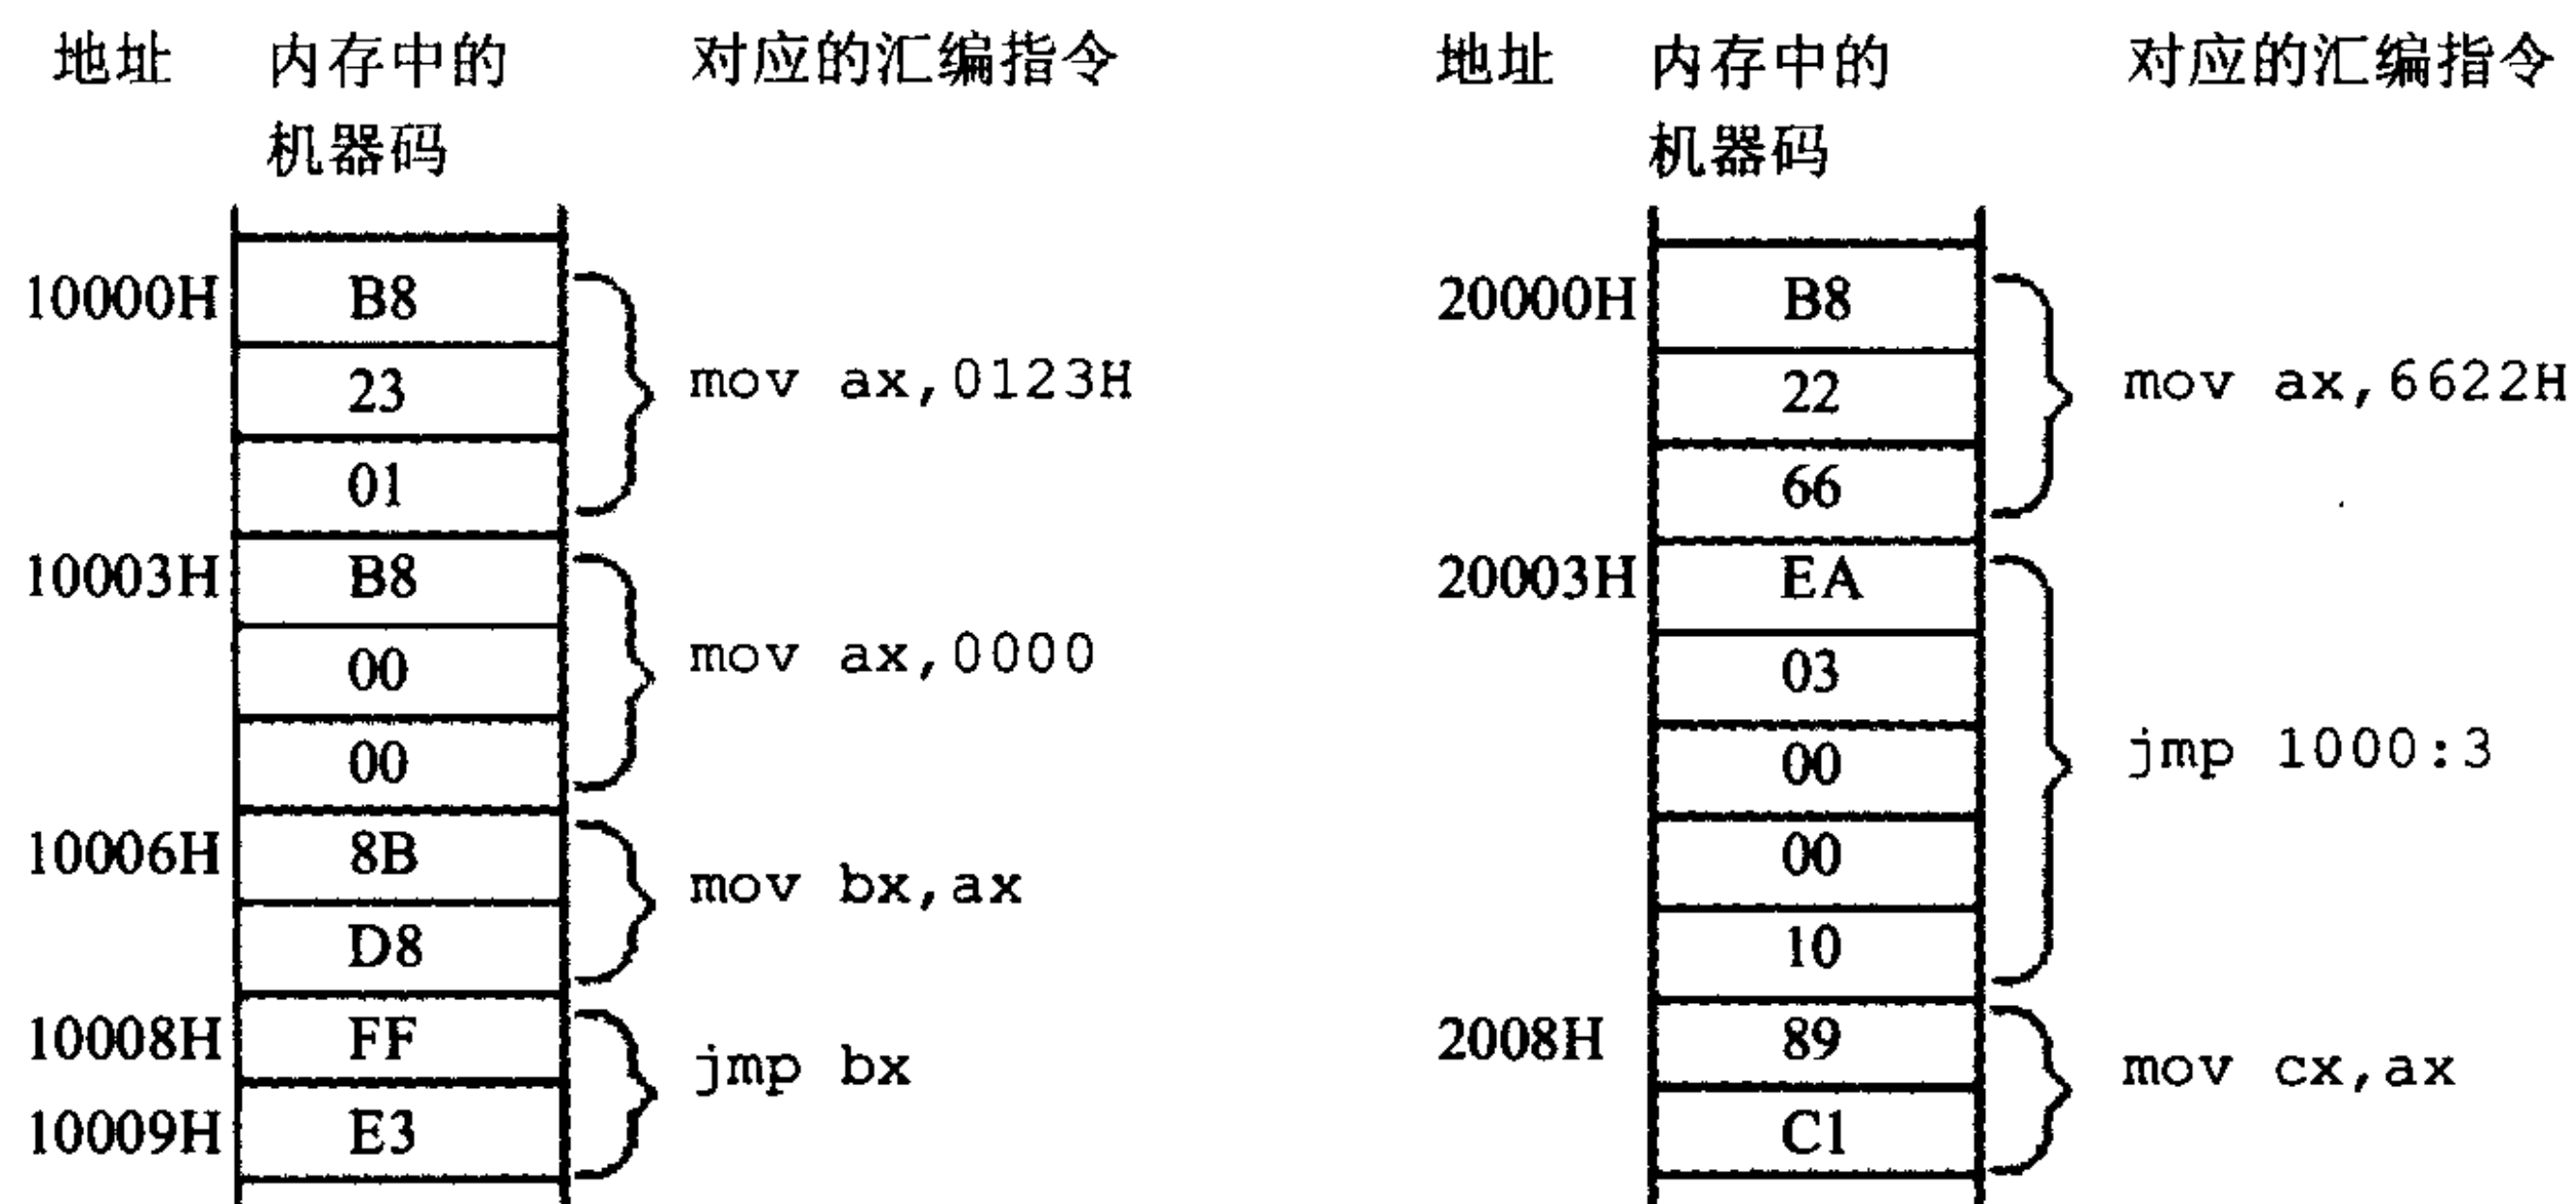 地址 内存中的 对应的汇编指令
机器码
10000H B8
23 mov ax,0123H
01
10003H B8
00 mov ax,0000
00
10006H 8B
mov bx,ax
D8
10008H FF
jmp bx
10009H E3
地址 内存中的 对应的汇编指令
机器码
20000H B8
22 mov ax,6622H
66
20003H EA
03
00 jmp 1000:3
00
10
2008H 89
mov cx,ax
C1